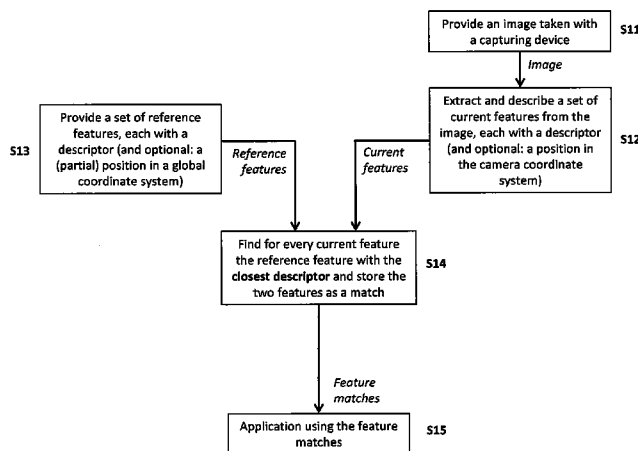 Provide an image taken with
a capturing device
S11
Image
Provide a set of reference
features, each with a
descriptor (and optional: a
(partial) position in a global
coordinate system)
S13
Extract and describe a set of
current features from the
image, each with a descriptor
(and optional: a position in
the camera coordinate
system)
S12
Reference
features
Current
features
Find for every current feature
the reference feature with the
closest descriptor and store the
two features as a match
S14
Feature
matches
Application using the feature
matches
S15